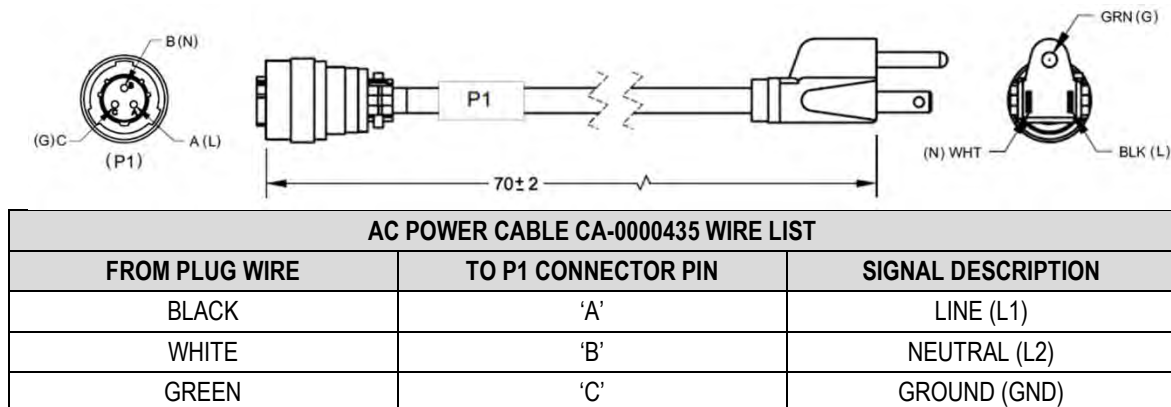 B (N)
(G) C
A (L)
(P1)
P1
70± 2
GRN (G)
(N) WHT
BLK (L)
AC POWER CABLE CA-0000435 WIRE LIST
FROM PLUG WIRE TO P1 CONNECTOR PIN SIGNAL DESCRIPTION
BLACK ‘A’ LINE (L1)
WHITE ‘B’ NEUTRAL (L2)
GREEN ‘C’ GROUND (GND)